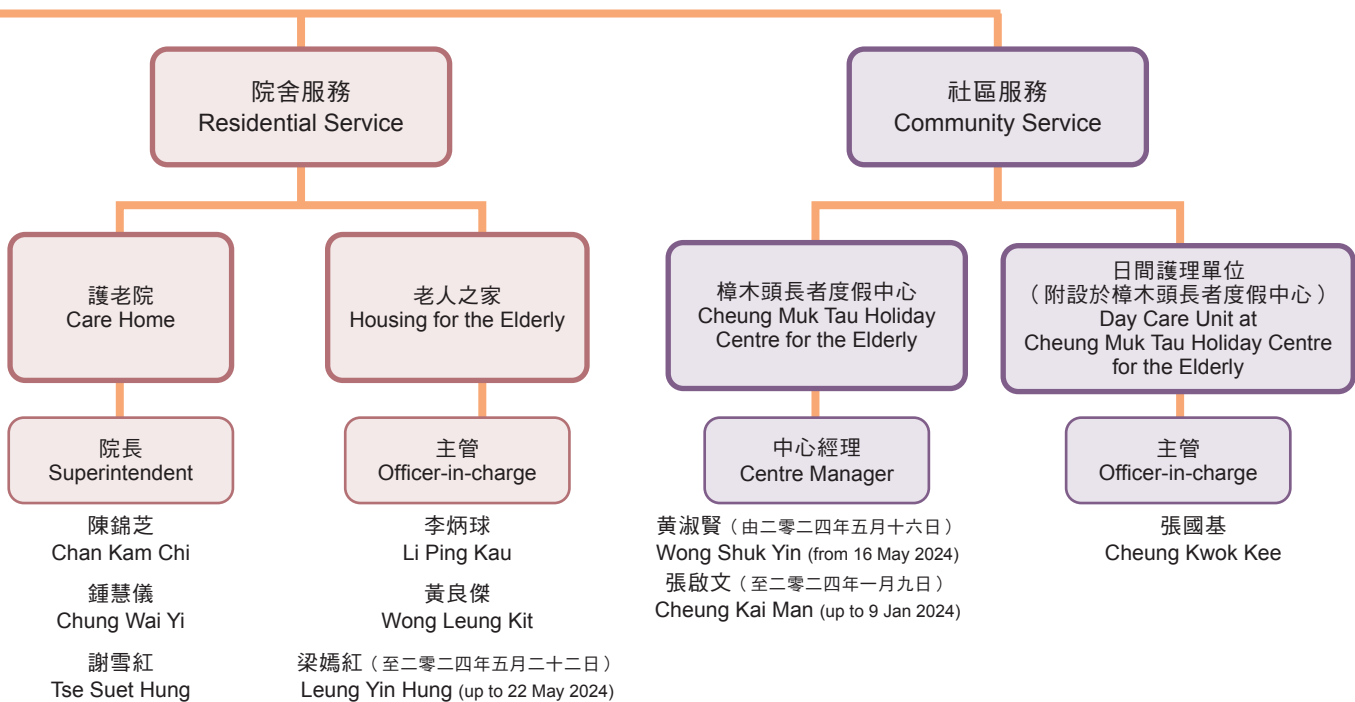 院舍服務
Residential Service
社區服務
Community Service
護老院
Care Home
老人之家
Housing for the Elderly
樟木頭長者度假中心
Cheung Muk Tau Holiday
Centre for the Elderly
日間護理單位
（附設於樟木頭長者度假中心）
Day Care Unit at
Cheung Muk Tau Holiday Centre
for the Elderly
院長
Superintendent
主管
Officer-in-charge
中心經理
Centre Manager
主管
Officer-in-charge
陳錦芝
Chan Kam Chi
鍾慧儀
Chung Wai Yi
謝雪紅
Tse Suet Hung
李炳球
Li Ping Kau
黃良傑
Wong Leung Kit
梁嫣紅（至二零二四年五月二十二日）
Leung Yin Hung (up to 22 May 2024)
黄淑賢（由二零二四年五月十六日）
Wong Shuk Yin (from 16 May 2024)
張啟文（至二零二四年一月九日）
Cheung Kai Man (up to 9 Jan 2024)
張國基
Cheung Kwok Kee